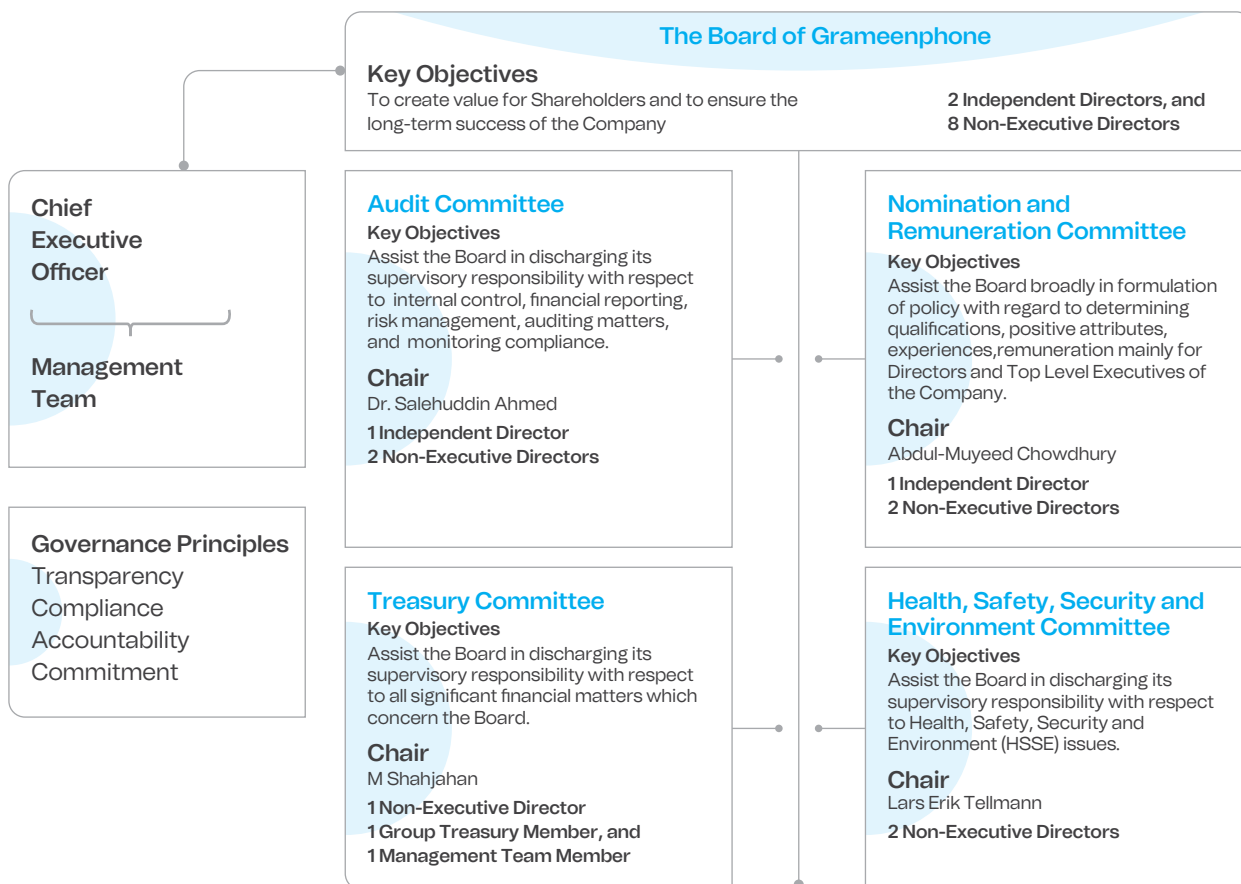 The Board of Grameenphone
Key Objectives
To create value for Shareholders and to ensure the
long-term success of the Company
2 Independent Directors, and
8 Non-Executive Directors
Chief
Executive
Officer
Management
Team
Governance Principles
Transparency
Compliance
Accountability
Commitment
Audit Committee
Key Objectives
Assist the Board in discharging its
supervisory responsibility with respect
to internal control, financial reporting,
risk management, auditing matters,
and monitoring compliance.
Chair
Dr. Salehuddin Ahmed
1 Independent Director
2 Non-Executive Directors
Nomination and
Remuneration Committee
Key Objectives
Assist the Board broadly in formulation
of policy with regard to determining
qualifications, positive attributes,
experiences,remuneration mainly for
Directors and Top Level Executives of
the Company.
Chair
Abdul-Muyeed Chowdhury
1 Independent Director
2 Non-Executive Directors
Treasury Committee
Key Objectives
Assist the Board in discharging its
supervisory responsibility with respect
to all significant financial matters which
concern the Board.
Chair
M Shahjahan
1 Non-Executive Director
1 Group Treasury Member, and
1 Management Team Member
Health, Safety, Security and
Environment Committee
Key Objectives
Assist the Board in discharging its
supervisory responsibility with respect
to Health, Safety, Security and
Environment (HSSE) issues.
Chair
Lars Erik Tellmann
2 Non-Executive Directors